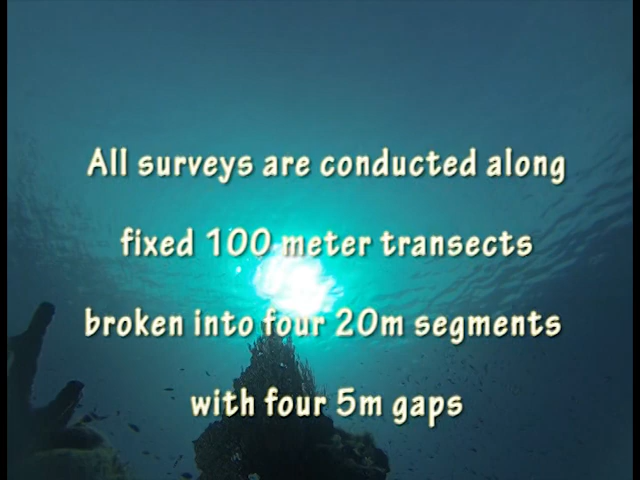 All surveys are conducted along
fixed 100 meter transects
broken into four 20m segments
with four 5m gaps